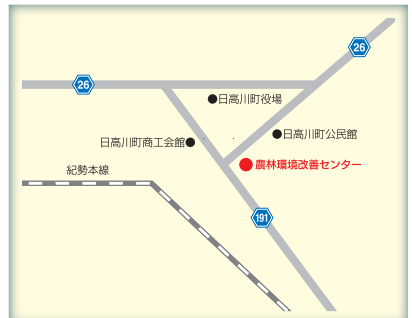 26
26
日高川町役場
日高川町公民館
日高川町商工会館
農林環境改善センター
紀勢本線
191